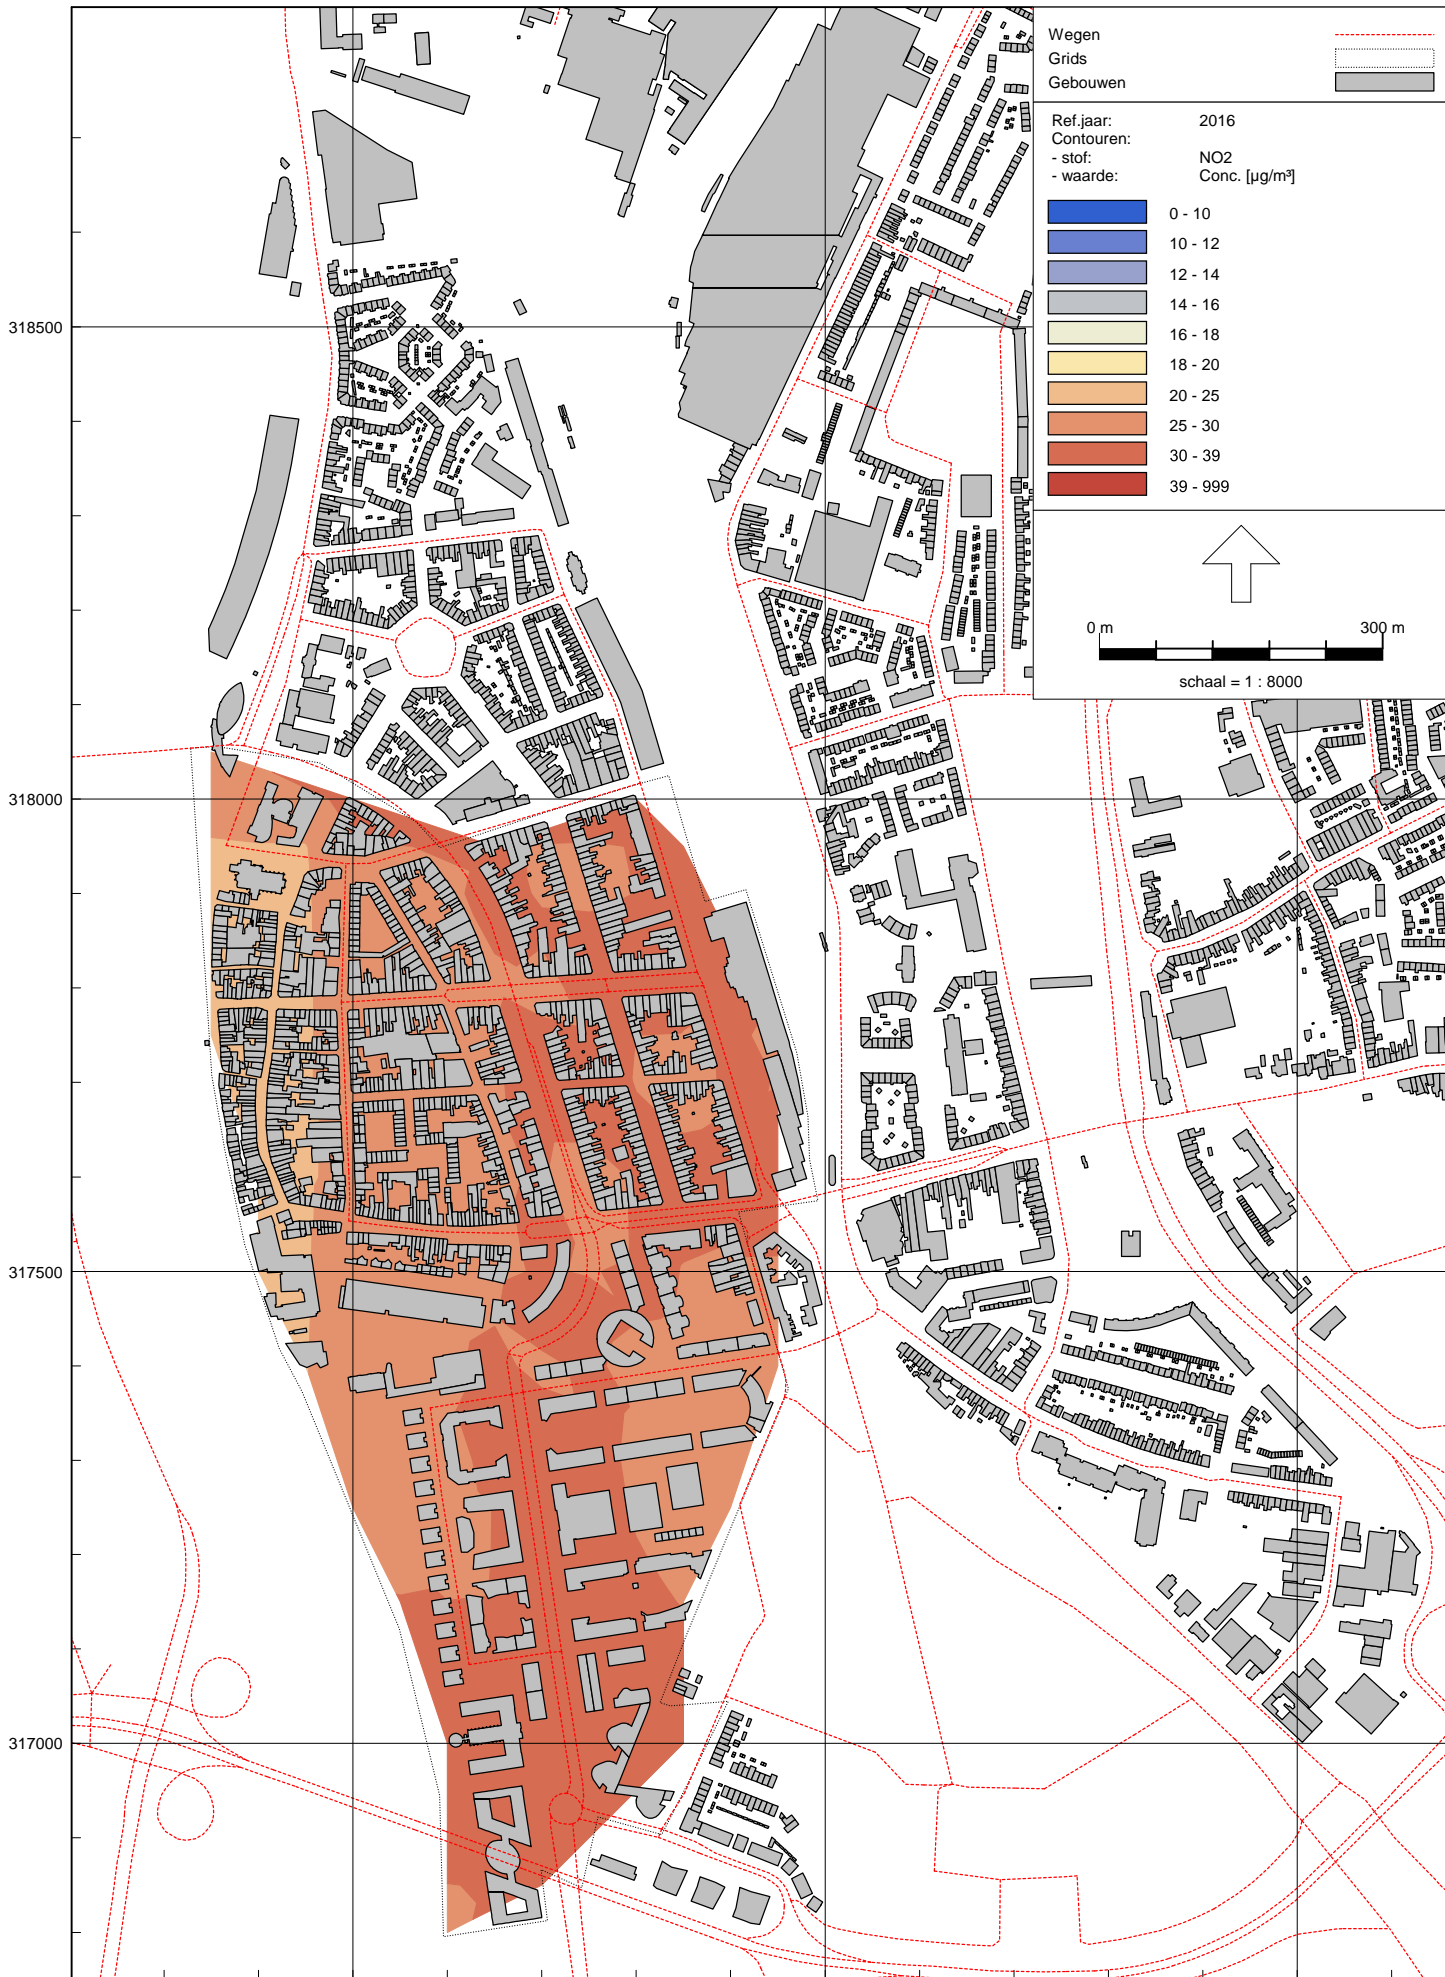 Wegen
Grids
Gebouwen
Ref.jaar: 2016
Contouren:
- stof: NO2
- waarde: Conc. [µg/m³]
0 - 10
10 - 12
12 - 14
14 - 16
16 - 18
18 - 20
20 - 25
25 - 30
30 - 39
39 - 999
0 m 300 m
schaal = 1 : 8000
318500
318000
317500
317000